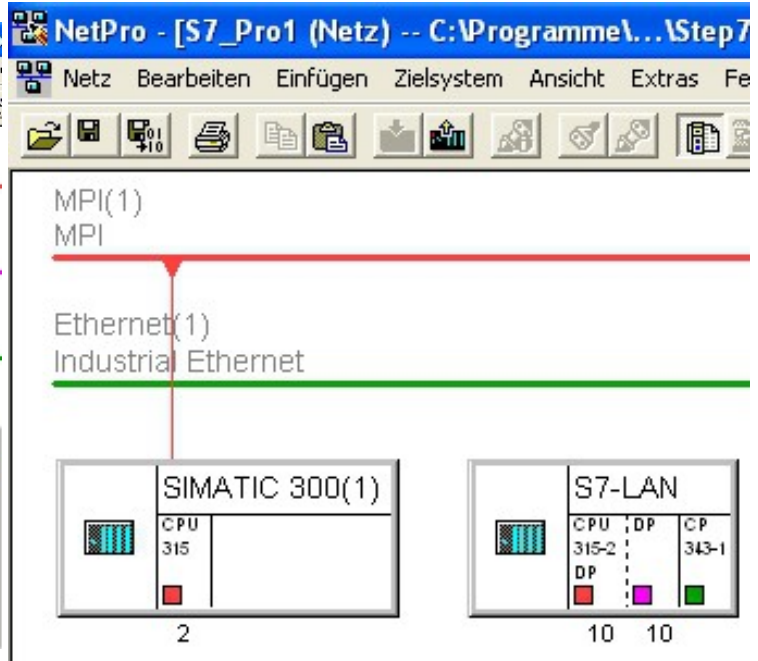 NetPro - [S7_Pro1 (Netz) -- C:\Programme\...\Step7
Netz Bearbeiten Einfügen Zielsystem Ansicht Extras Fe
MPI(1)
MPI
Ethernet(1)
Industrial Ethernet
SIMATIC 300(1)
CPU
315
2
S7-LAN
CPU DP CP
315-2 343-1
DP
10 10